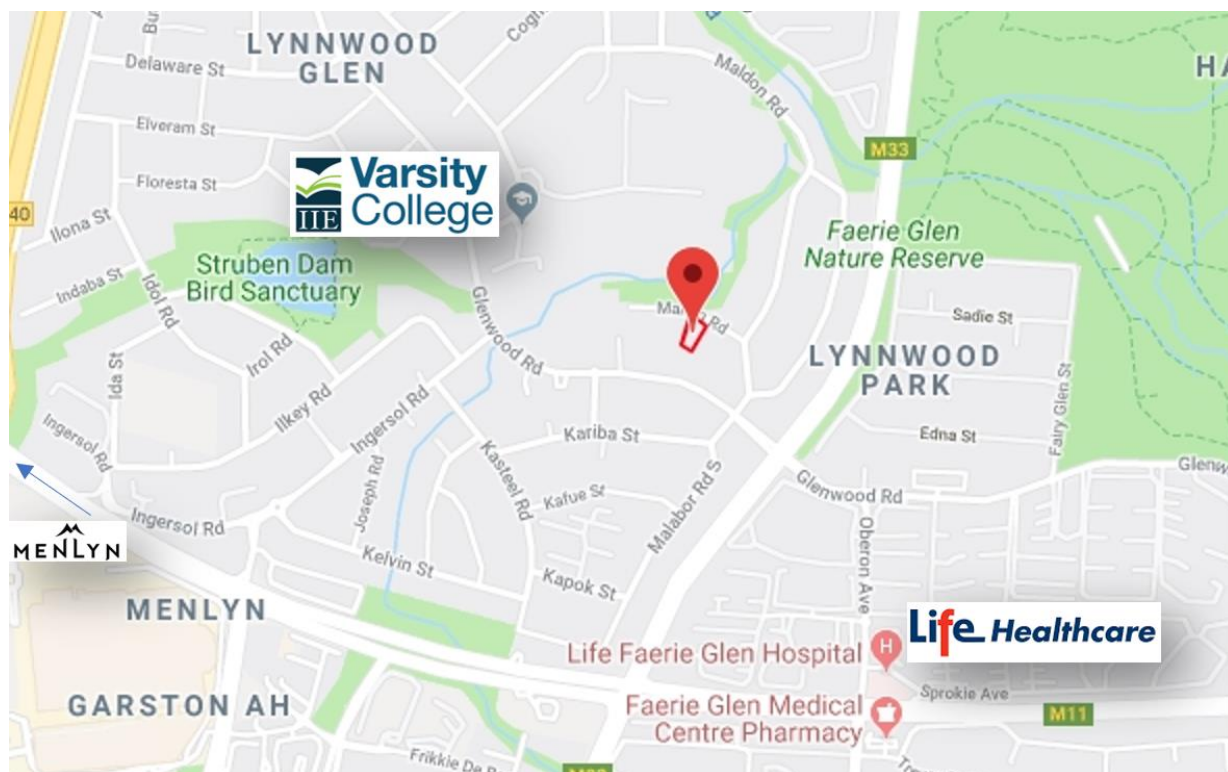 LYNNWOOD
GLEN
Delaware St
Elveram St
Floresta St
Ilona St
Indaba St
40
IIE
Varsity
College
Struben Dam
Bird Sanctuary
Idol Rd
Irol Rd
Ida St
Ilkey Rd
Ingersol Rd
Ingersol Rd
Ingersol Rd
Joseph Rd
Glenwood Rd
Maldon Rd
M33
Faerie Glen
Nature Reserve
Rd
Sadie St
LYNNWOOD
PARK
Edna St
Fairy Glen St
Kariba St
Kasteel Rd
Kafue St
Malabor Rd S
Glenwood Rd
Oberon Ave
Kelvin St
Kapok St
MENLYN
MENLYN
GARSTON AH
Life Healthcare
Life Faerie Glen Hospital
H
Sprokie Ave
Faerie Glen Medical
Centre Pharmacy
M11
Frikkie De